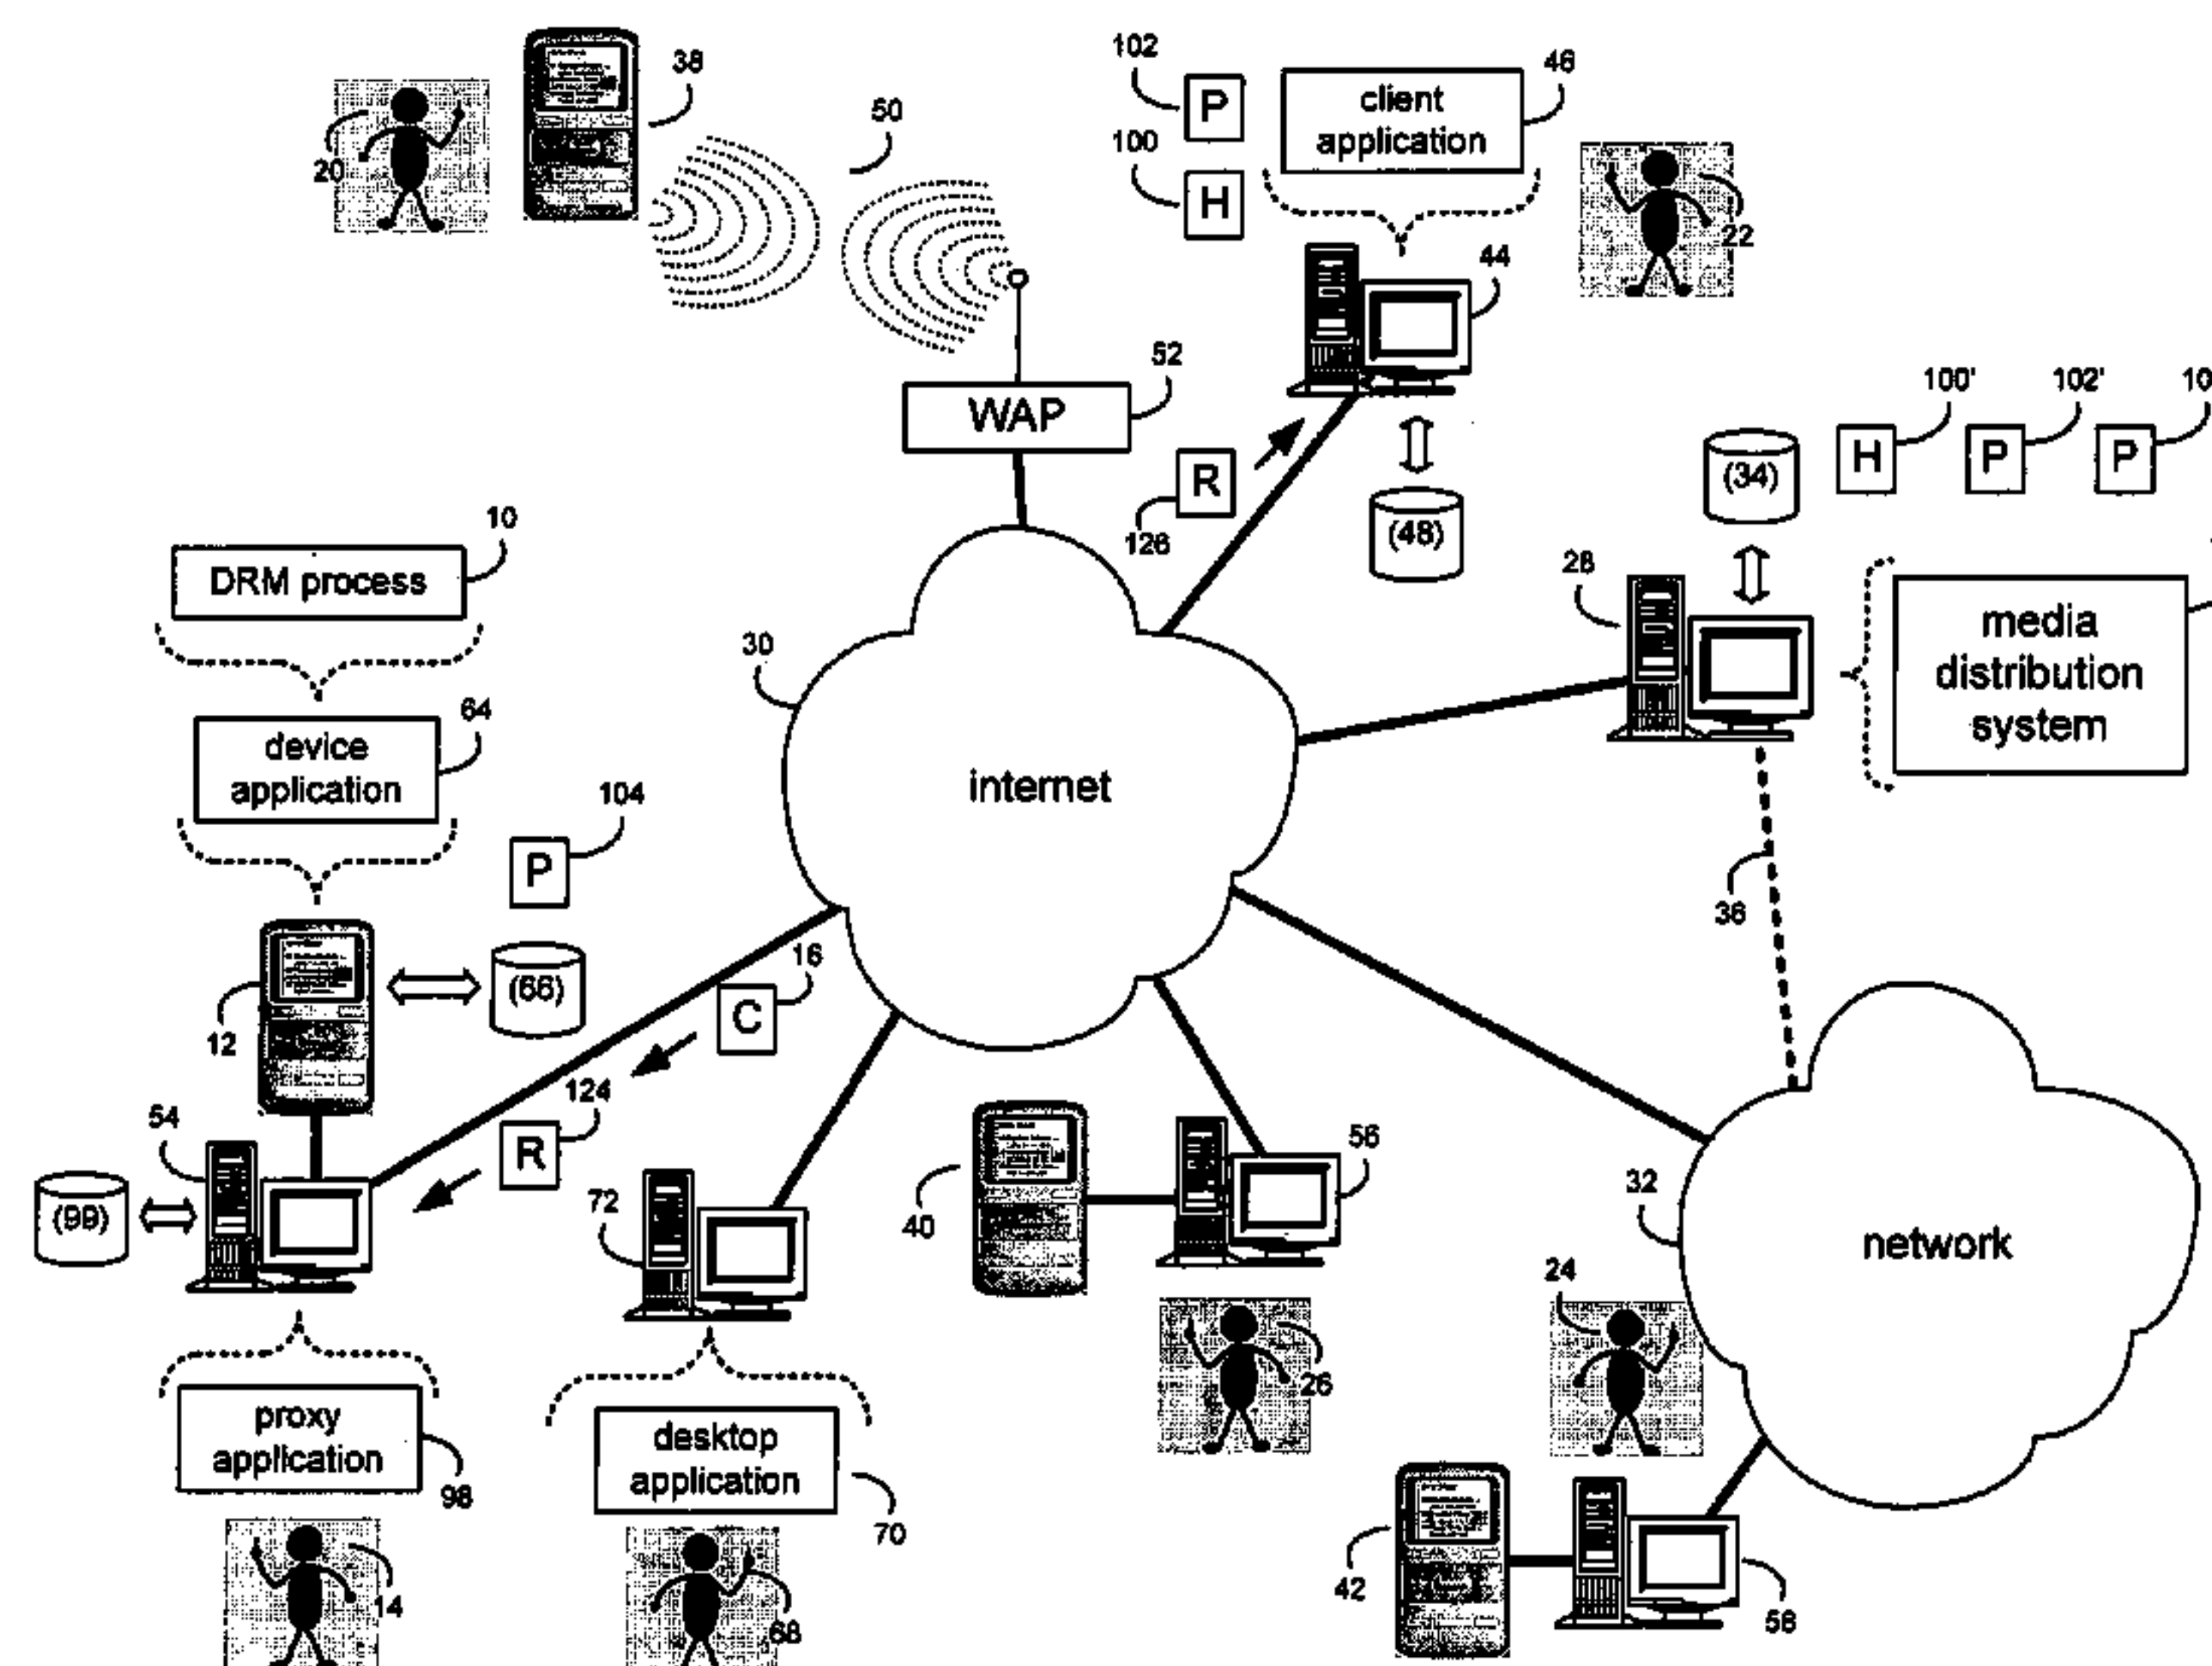 38
50
102
P
client
application
46
20
100
H
22
44
52
WAP
100'
102'
10
H
P
P
(34)
R
126
(48)
10
DRM process
28
media
distribution
system
30
64
device
application
internet
104
P
36
16
C
(66)
12
124
R
54
56
(99)
72
40
32
network
24
26
proxy
application
98
desktop
application
70
14
68
42
58